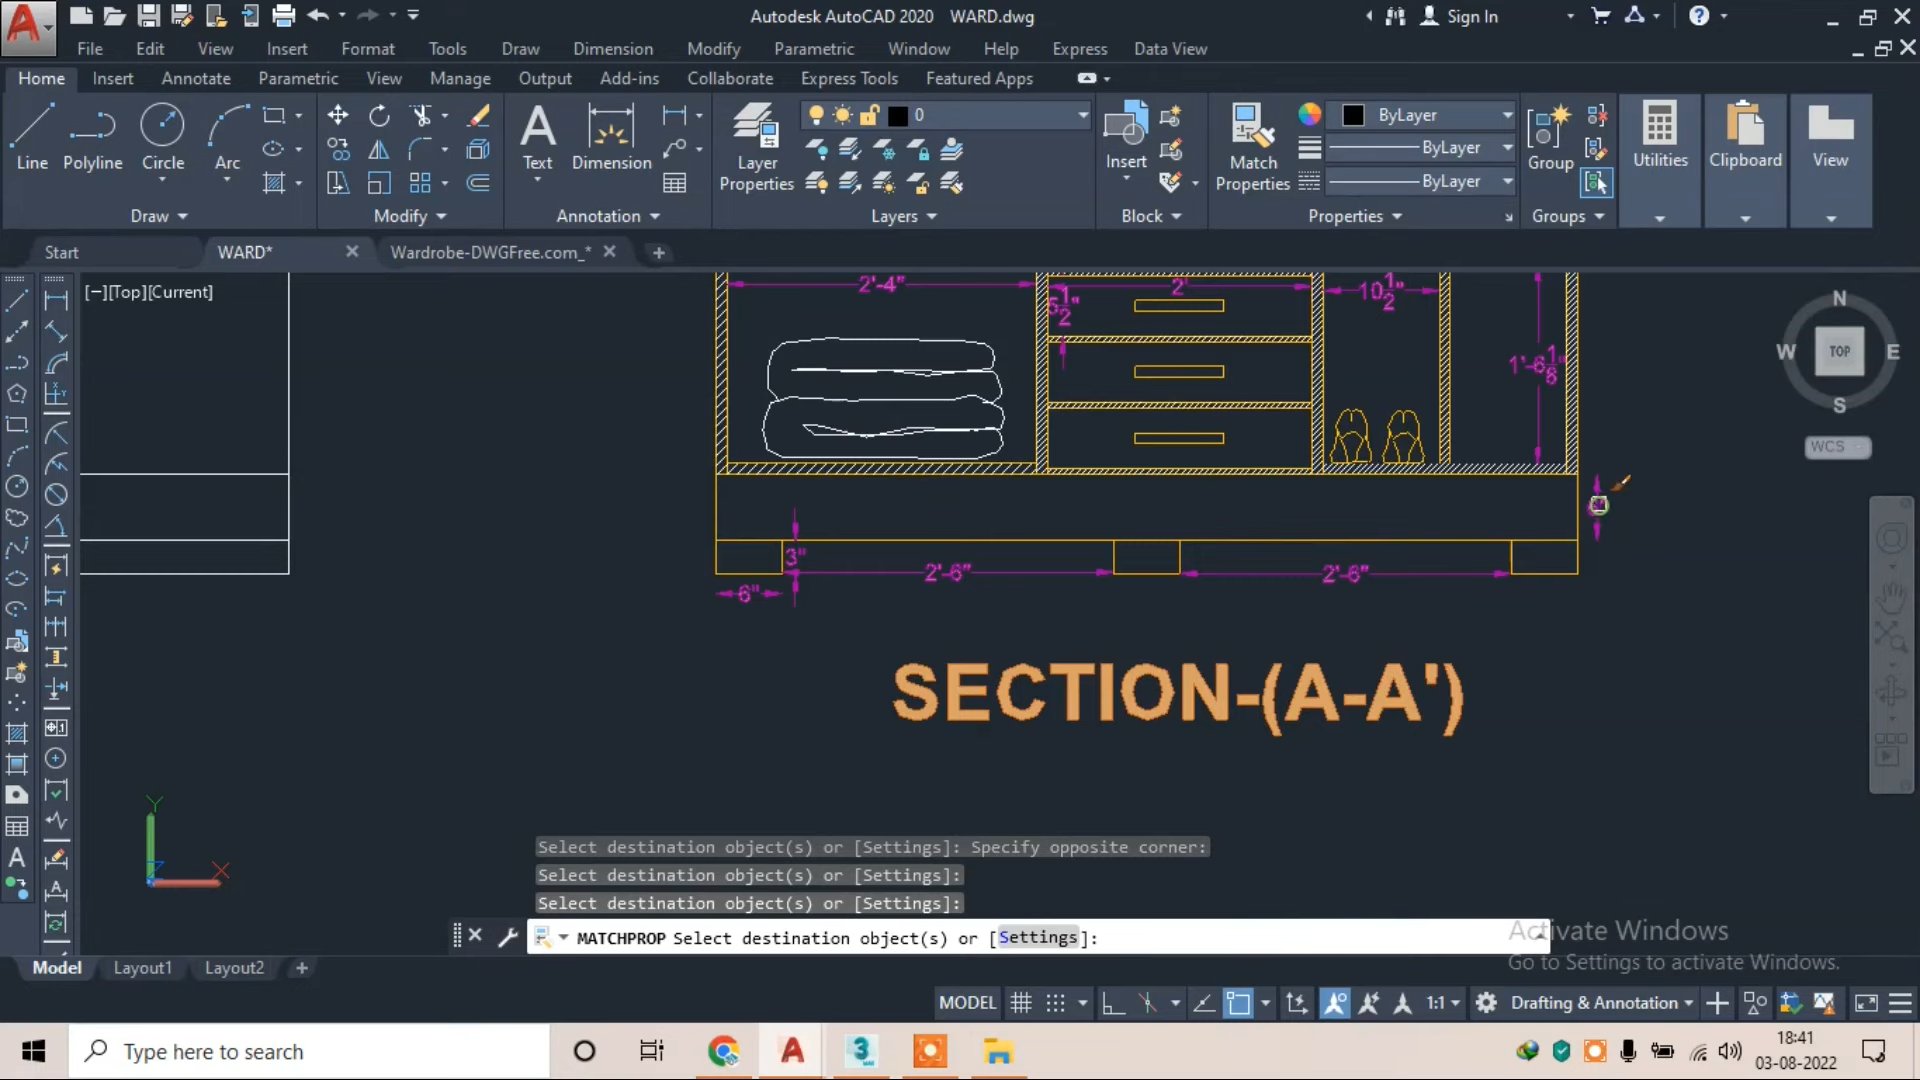 Autodesk AutoCAD 2020 WARD.dwg
Sign In
File Edit View Insert Format Tools Draw Dimension Modify Parametric Window Help Express Data View
Home Insert Annotate Parametric View Manage Output Add-ins Collaborate Express Tools Featured Apps
0
ByLayer
Line Polyline Circle Arc
Text Dimension
Layer Properties
Insert
Match Properties
ByLayer
ByLayer
Group
Utilities Clipboard View
Draw Modify Annotation Layers Block Properties Groups
Start WARD* Wardrobe-DWGFree.com_*
[−][Top][Current]
2'-4" 2' 10 1/2"
5 1/2"
1'-6 1/8"
N
W TOP E
S
WCS
3"
2'-6" 2'-6"
6"
SECTION-(A-A')
Y
X
Z
Select destination object(s) or [Settings]: Specify opposite corner:
Select destination object(s) or [Settings]:
Select destination object(s) or [Settings]:
MATCHPROP Select destination object(s) or [Settings]:
Activate Windows
Go to Settings to activate Windows.
Model Layout1 Layout2
MODEL 1:1 Drafting & Annotation
Type here to search
18:41
03-08-2022